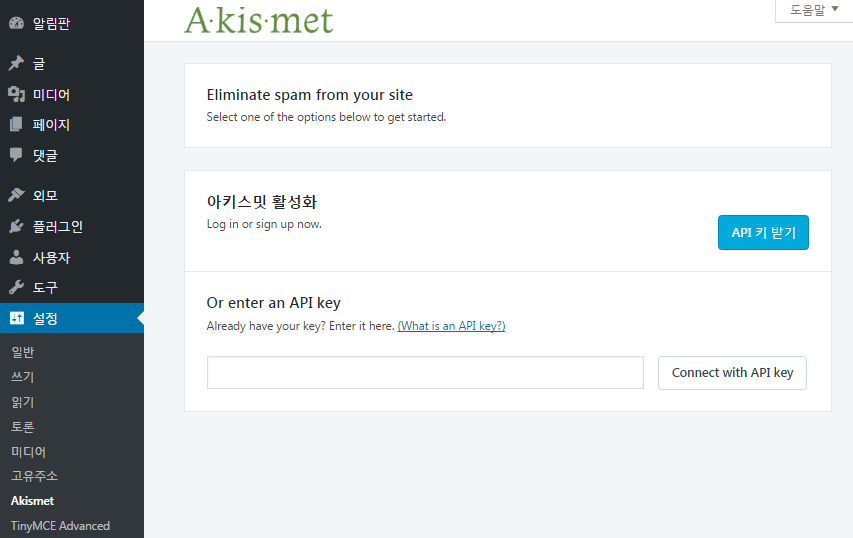 알림판
글
미디어
페이지
댓글
외모
플러그인
사용자
도구
설정
일반
쓰기
읽기
토론
미디어
고유주소
Akismet
TinyMCE Advanced
A·kis·met
도움말 ▼
Eliminate spam from your site
Select one of the options below to get started.
아키스밋 활성화
Log in or sign up now.
API 키 받기
Or enter an API key
Already have your key? Enter it here. (What is an API key?)
Connect with API key